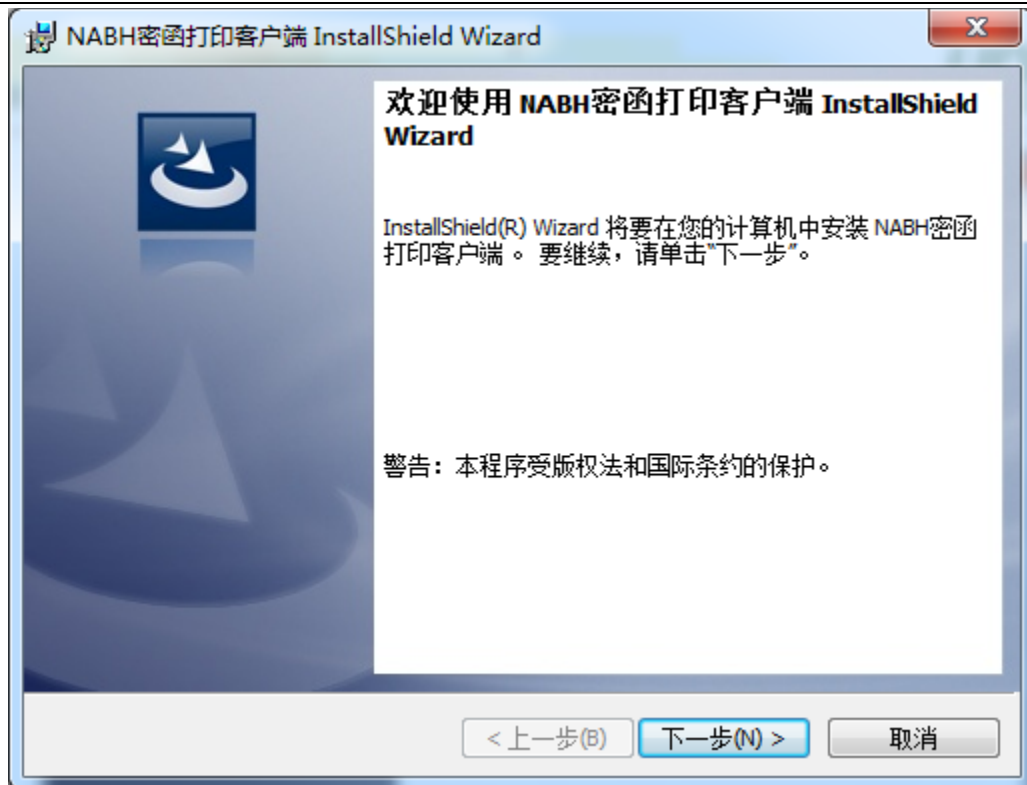 NABH密函打印客户端 InstallShield Wizard
欢迎使用 NABH密函打印客户端 InstallShield
Wizard
InstallShield(R) Wizard 将要在您的计算机中安装 NABH密函
打印客户端 。 要继续，请单击“下一步”。
警告：本程序受版权法和国际条约的保护。
< 上一步(B)
下一步(N) >
取消